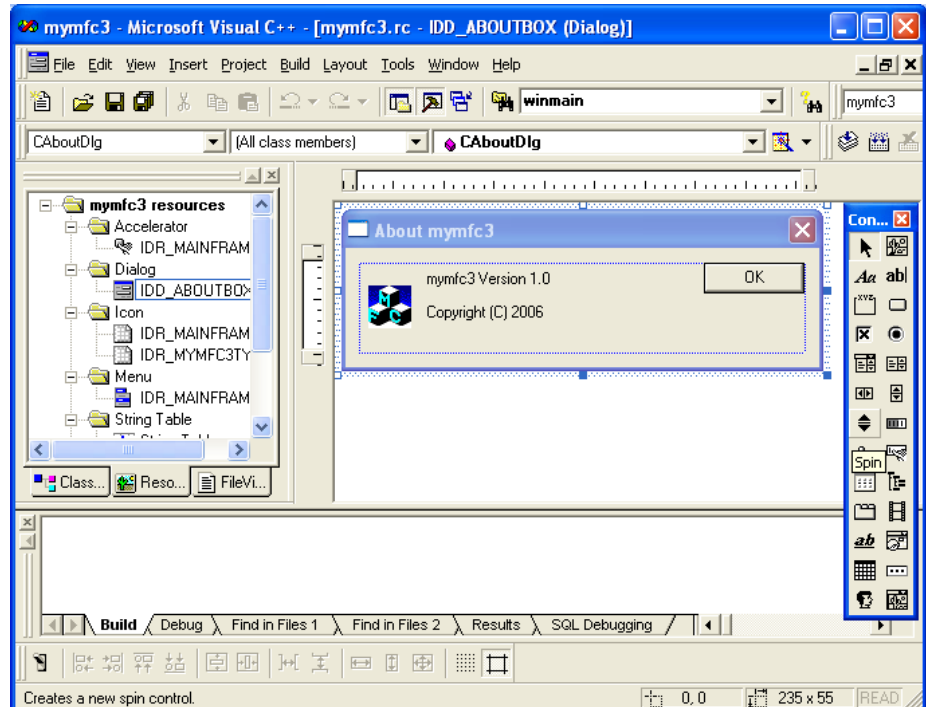 mymfc3 - Microsoft Visual C++ - [mymfc3.rc - IDD_ABOUTBOX (Dialog)]
File Edit View Insert Project Build Layout Tools Window Help
winmain
mymfc3
CAboutDlg
(All class members)
CAboutDlg
mymfc3 resources
Accelerator
IDR_MAINFRAM
Dialog
IDD_ABOUTBOX
Icon
IDR_MAINFRAM
IDR_MYMFC3TY
Menu
IDR_MAINFRAM
String Table
Class... Reso... FileVi...
About mymfc3
mymfc3 Version 1.0
OK
Copyright (C) 2006
Con...
Aa ab|
xyz
Spin
ab
Build Debug Find in Files 1 Find in Files 2 Results SQL Debugging
Creates a new spin control.
0, 0
235 x 55
READ